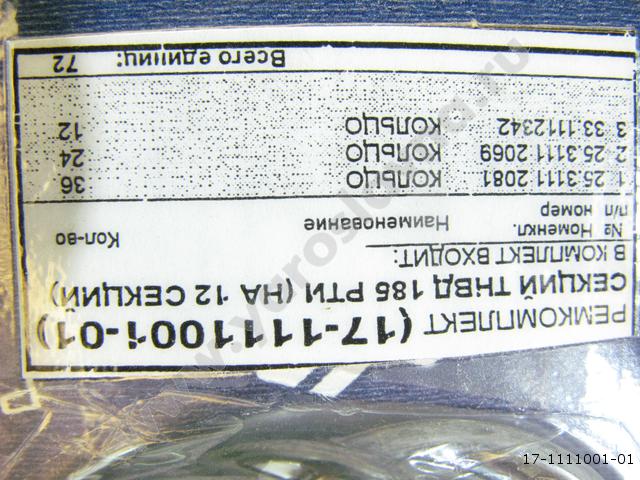 РЕМКОМПЛЕКТ (17-1111001-01)
СЕКЦИЙ ТНВД 185 РТИ (НА 12 СЕКЦИЙ)
В КОМПЛЕКТ ВХОДИТ:
№ Номенкл. Наименование Кол-во
п/п номер
1 25.3111 2081 КОЛЬЦО 36
2 25.3111 2069 КОЛЬЦО 24
3 33.1112342 КОЛЬЦО 12
Всего единиц: 72
17-1111001-01